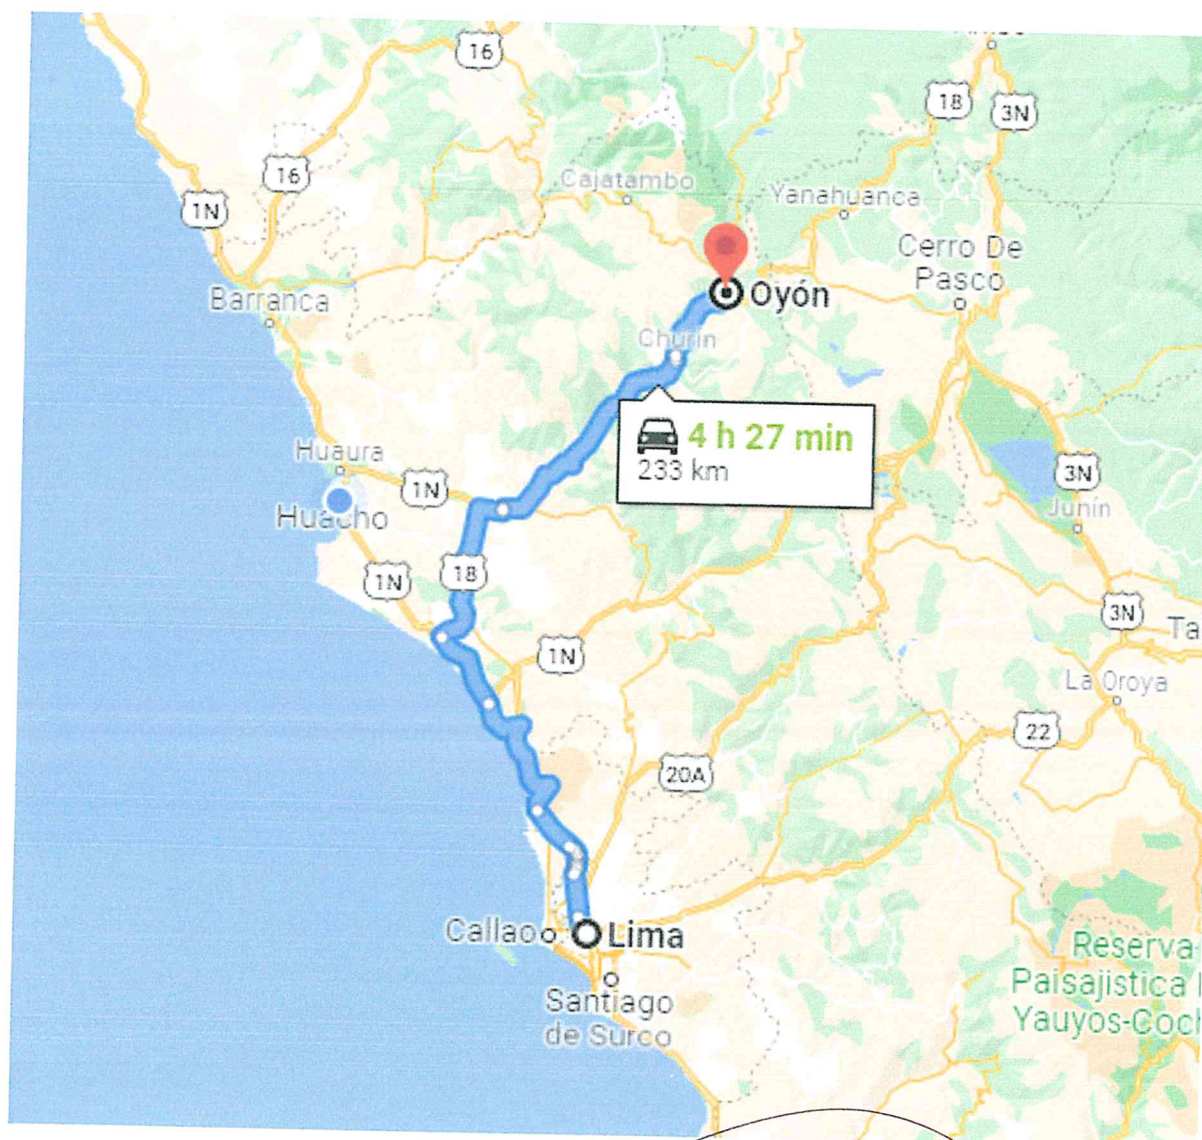 16
18
3N
16
1N
Cajatambo
Yanahuanca
Cerro De
Pasco
Barranca
Oyón
Churín
4 h 27 min
233 km
Huaura
1N
Huacho
3N
Junín
1N
18
3N
Ta
1N
La Oroya
22
20A
Callao
Lima
Santiago
de Surco
Reserva
Paisajistica
Yauyos-Coch